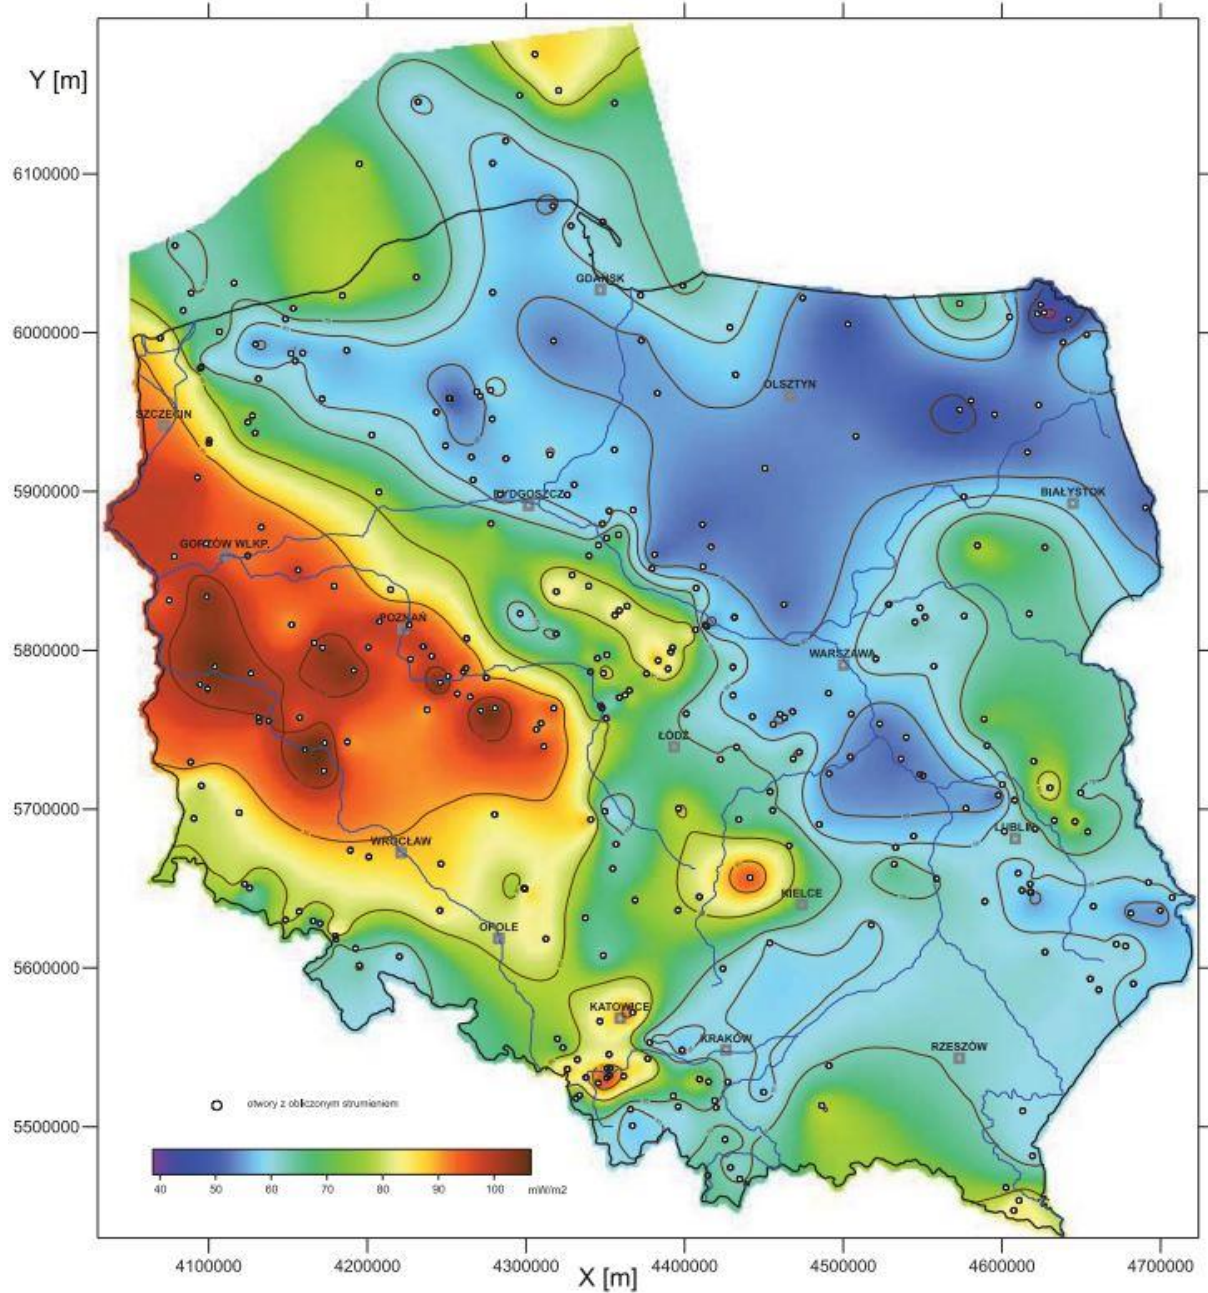 Y [m]
6100000
GDAŃSK
6000000
OLSZTYN
SZCZECIN
5900000
BYDGOSZCZ
BIAŁYSTOK
GORZÓW WLKP.
POZNAŃ
5800000
WARSZAWA
ŁÓDŹ
5700000
LUBLIN
WROCŁAW
KIELCE
OPOLE
5600000
KATOWICE
KRAKÓW
RZESZÓW
otwory z obliczonym strumieniem
5500000
40 50 60 70 80 90 100 mW/m2
4100000 4200000 4300000 4400000 4500000 4600000 4700000
X [m]